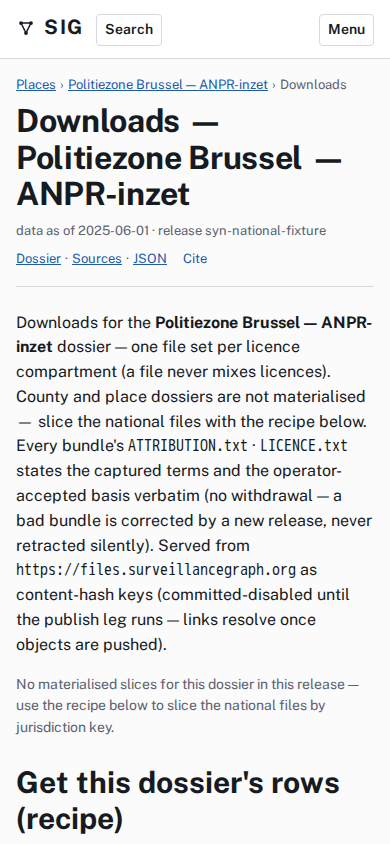 SIG Search Menu
Places › Politiezone Brussel — ANPR-inzet › Downloads
Downloads —
Politiezone Brussel —
ANPR-inzet
data as of 2025-06-01 · release syn-national-fixture
Dossier · Sources · JSON Cite
Downloads for the Politiezone Brussel — ANPR-
inzet dossier — one file set per licence
compartment (a file never mixes licences).
County and place dossiers are not materialised
— slice the national files with the recipe below.
Every bundle's ATTRIBUTION.txt · LICENCE.txt
states the captured terms and the operator-
accepted basis verbatim (no withdrawal — a
bad bundle is corrected by a new release, never
retracted silently). Served from
https://files.surveillancegraph.org as
content-hash keys (committed-disabled until
the publish leg runs — links resolve once
objects are pushed).
No materialised slices for this dossier in this release —
use the recipe below to slice the national files by
jurisdiction key.
Get this dossier's rows
(recipe)